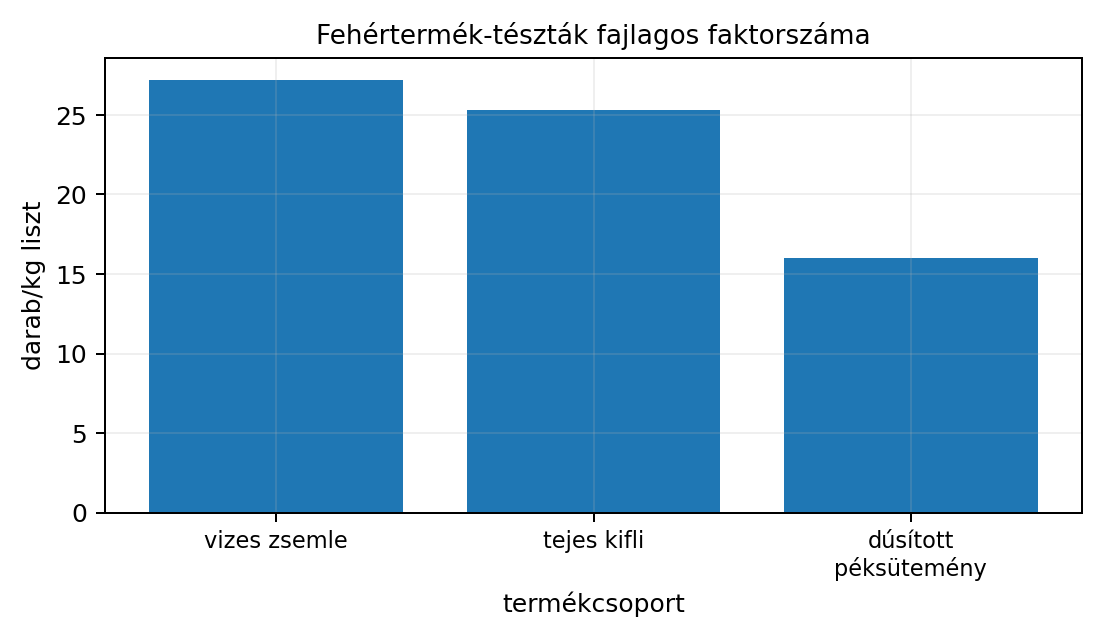 Fehértermék-tészták fajlagos faktorszáma
darab/kg liszt
25
20
15
10
5
0
vizes zsemle
tejes kifli
dúsított
péksütemény
termékcsoport